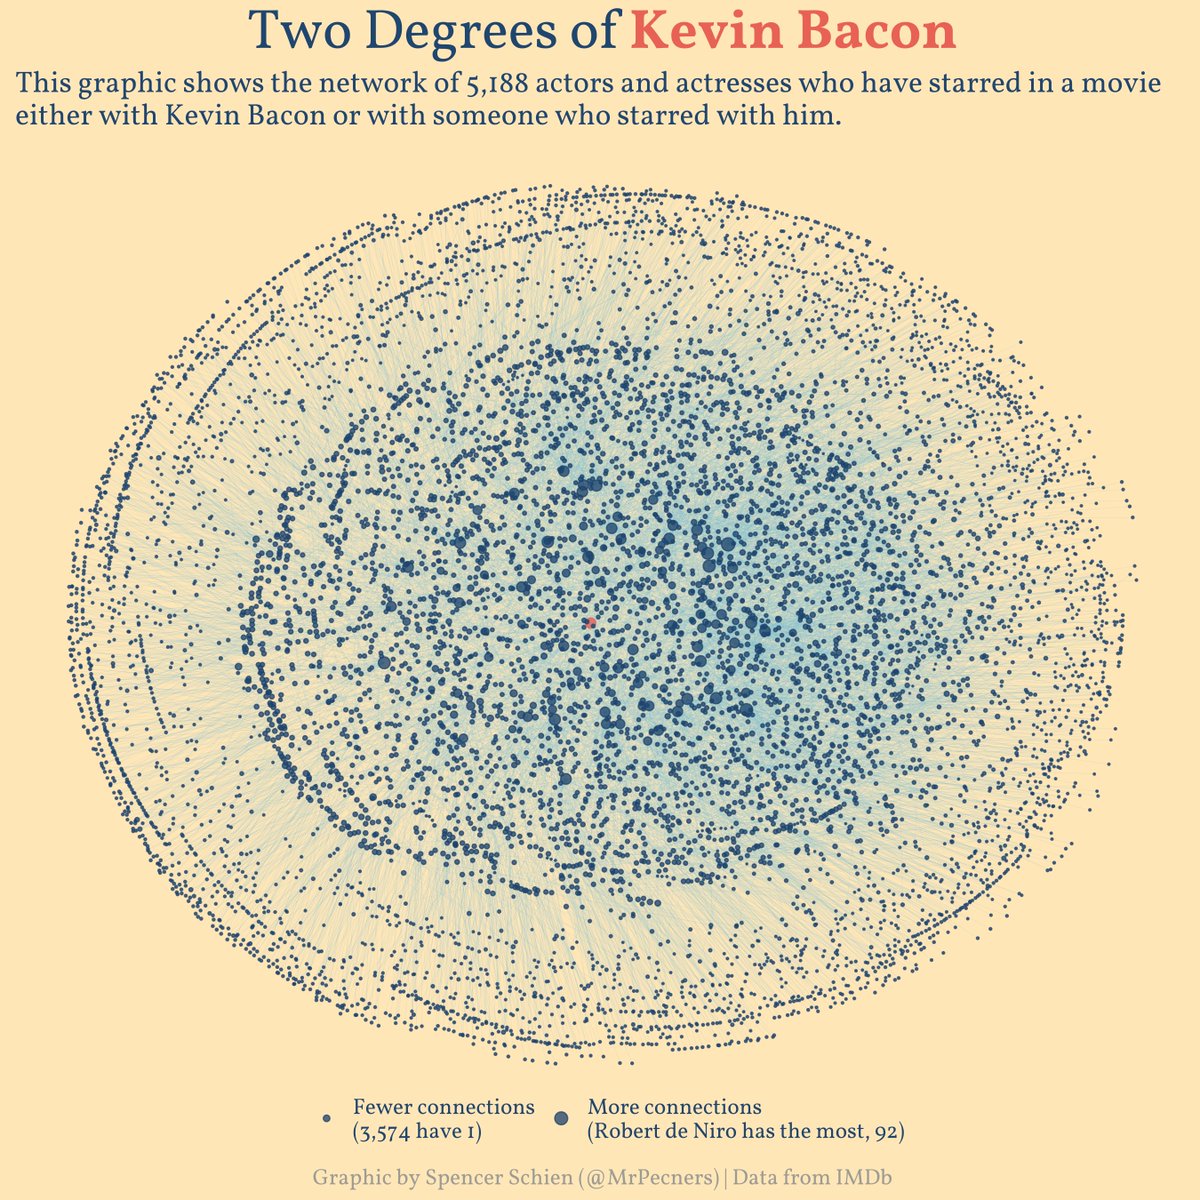 Two Degrees of Kevin Bacon
This graphic shows the network of 5,188 actors and actresses who have starred in a movie
either with Kevin Bacon or with someone who starred with him.
Fewer connections
(3,574 have 1)
More connections
(Robert de Niro has the most, 92)
Graphic by Spencer Schien (@MrPecners) | Data from IMDb